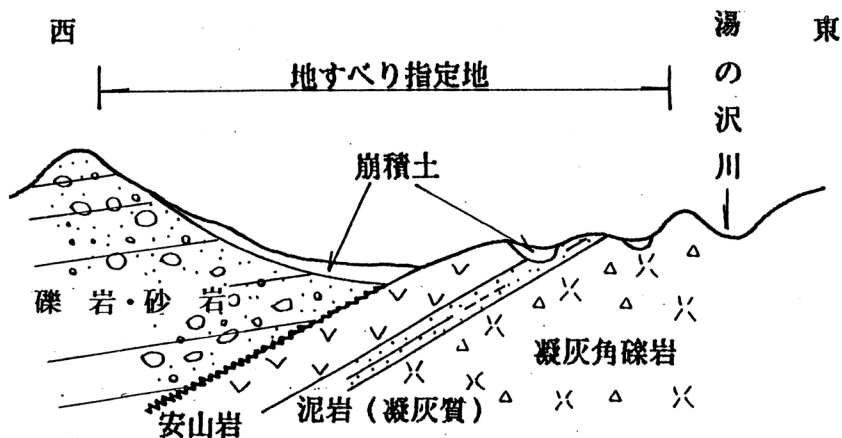 西
東
湯の沢川
地すべり指定地
崩積土
礫岩・砂岩
凝灰角礫岩
泥岩(凝灰質)
安山岩